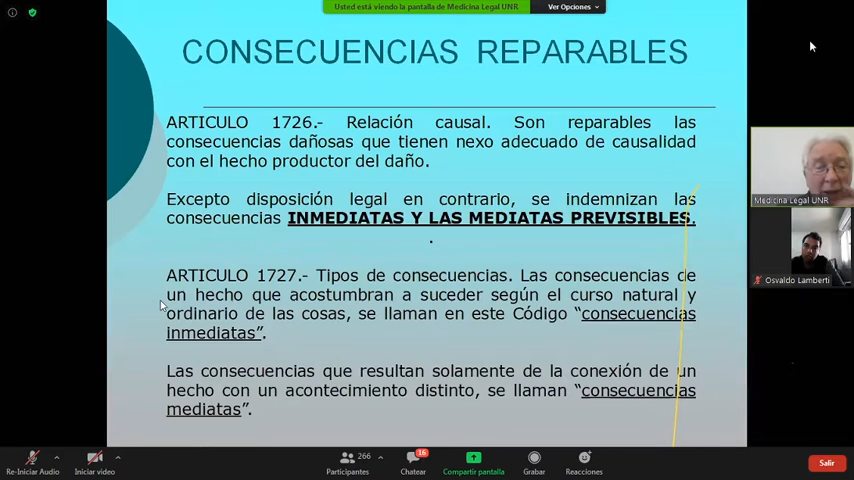 Usted está viendo la pantalla de Medicina Legal UNR
Ver Opciones
CONSECUENCIAS REPARABLES
ARTICULO 1726.- Relación causal. Son reparables las
consecuencias dañosas que tienen nexo adecuado de causalidad
con el hecho productor del daño.
Excepto disposición legal en contrario, se indemnizan las
consecuencias INMEDIATAS Y LAS MEDIATAS PREVISIBLES.
.
ARTICULO 1727.- Tipos de consecuencias. Las consecuencias de
un hecho que acostumbran a suceder según el curso natural y
ordinario de las cosas, se llaman en este Código “consecuencias
inmediatas”.
Las consecuencias que resultan solamente de la conexión de un
hecho con un acontecimiento distinto, se llaman “consecuencias
mediatas”.
Medicina Legal UNR
Osvaldo Lamberti
Re-Iniciar Audio
Iniciar video
266
Participantes
16
Chatear
Compartir pantalla
Grabar
Reacciones
Salir